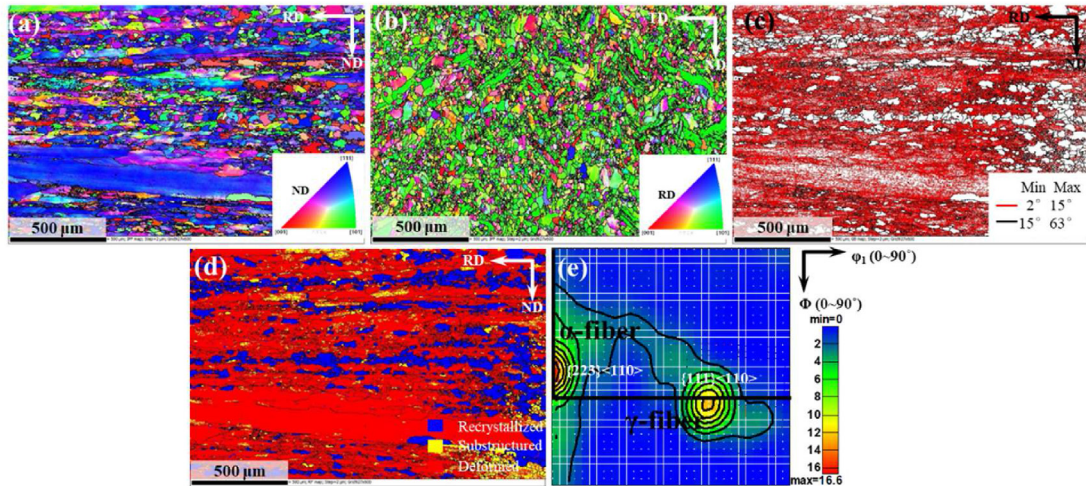 (a)
RD
ND
ND
[111]
[001]
[101]
500 μm
(b)
TD
ND
RD
[111]
[001]
[101]
500 μm
(c)
RD
ND
Min Max
2° 15°
15° 63°
500 μm
(d)
RD
ND
Recrystallized
Substructured
Deformed
500 μm
(e)
α-fiber
{223}<110>
{111}<110>
γ-fiber
φ₁ (0~90°)
Φ (0~90°)
min=0
2
4
6
8
10
12
14
16
max=16.6